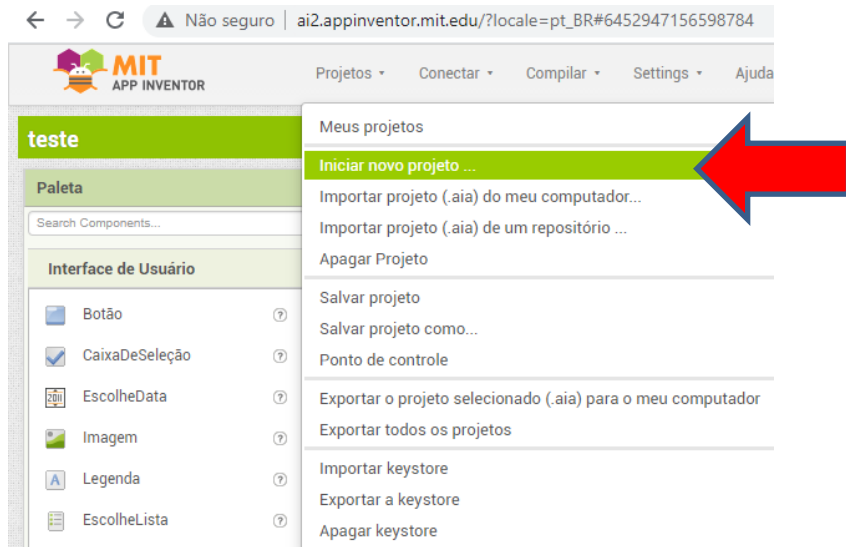 Não seguro ai2.appinventor.mit.edu/?locale=pt_BR#6452947156598784
MIT
APP INVENTOR
Projetos Conectar Compilar Settings Ajuda
teste
Paleta
Search Components...
Interface de Usuário
Botão ?
CaixaDeSeleção ?
2011 EscolheData ?
Imagem ?
A Legenda ?
EscolheLista ?
Meus projetos
Iniciar novo projeto ...
Importar projeto (.aia) do meu computador...
Importar projeto (.aia) de um repositório ...
Apagar Projeto
Salvar projeto
Salvar projeto como...
Ponto de controle
Exportar o projeto selecionado (.aia) para o meu computador
Exportar todos os projetos
Importar keystore
Exportar a keystore
Apagar keystore